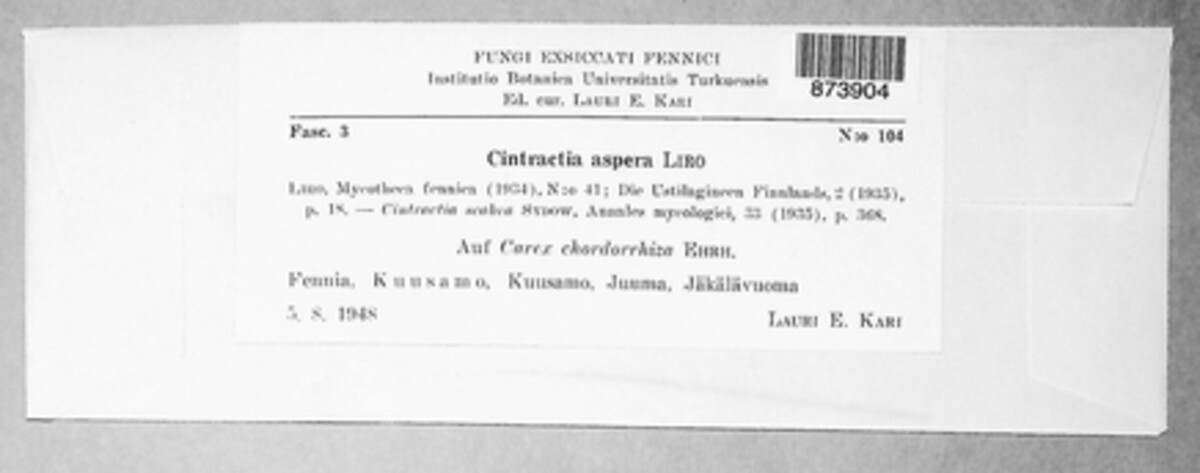 FUNGI EXSICCATI FENNICI
Institutio Botanica Universitatis Turkuensis
Ed. cur. LAURI E. KARI
873904
Fasc. 3 N:o 104
Cintractia aspera LIRO
LIRO, Mycotheca fennica (1934), N:o 41; Die Ustilagineen Finnlands, 2 (1935),
p. 18. — Cintractia scabra SYDOW, Annales mycologici, 33 (1935), p. 368.
Auf Carex chordorrhiza EHRH.
Fennia, Kuusamo, Kuusamo, Juuma, Jäkälävuoma
5. 8. 1948 LAURI E. KARI